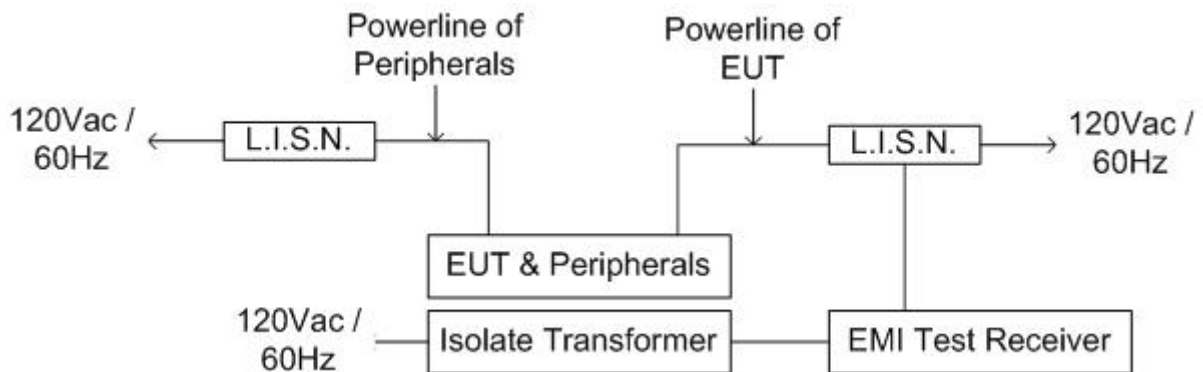 Powerline of
Peripherals
Powerline of
EUT
120Vac /
60Hz
L.I.S.N.
L.I.S.N.
120Vac /
60Hz
EUT & Peripherals
120Vac /
60Hz
Isolate Transformer
EMI Test Receiver